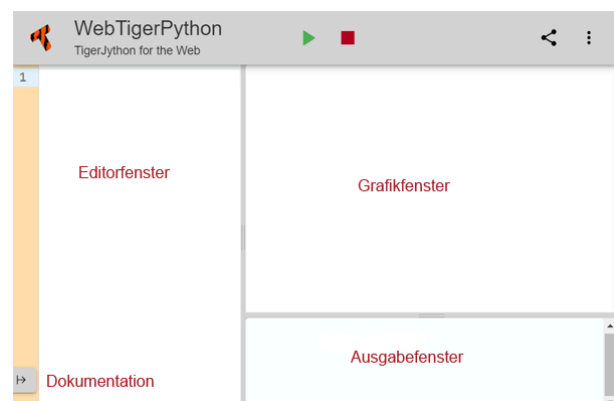 WebTigerPython
TigerJython for the Web
1
Editorfenster
Grafikfenster
Ausgabefenster
Dokumentation